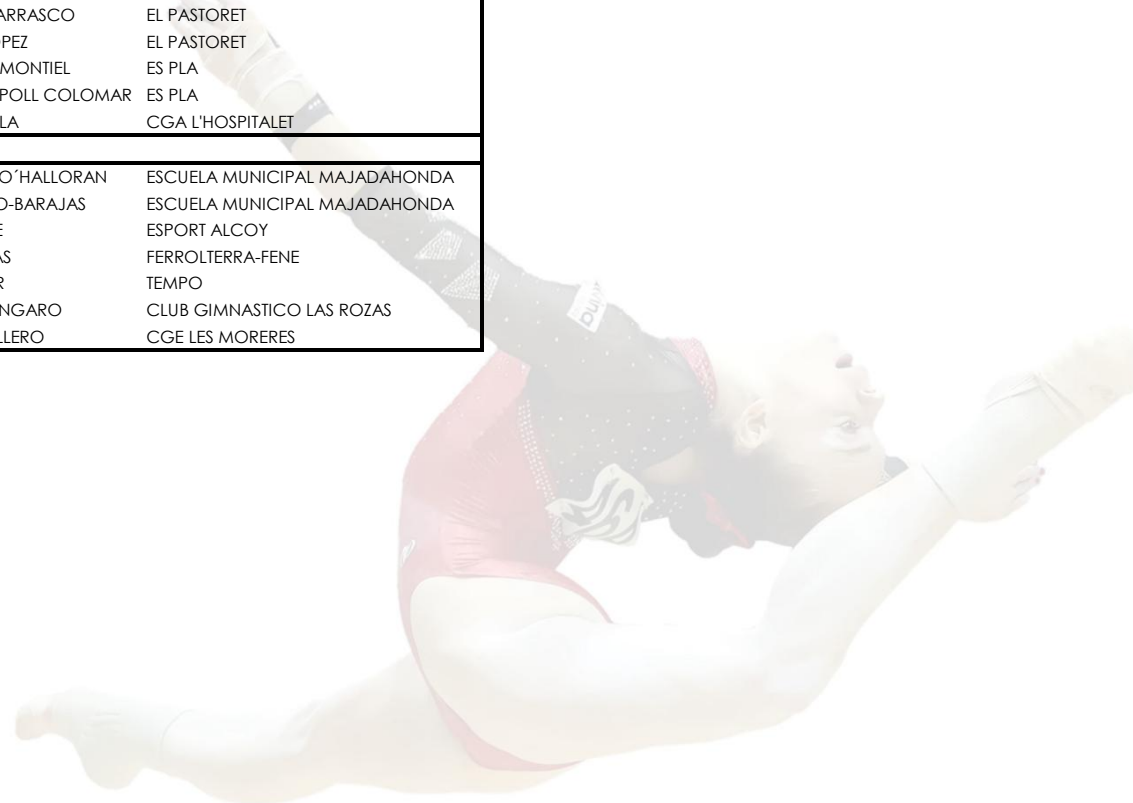 ARRASCO EL PASTORET
OPEZ EL PASTORET
MONTIEL ES PLA
POLL COLOMAR ES PLA
LA CGA L'HOSPITALET
O´HALLORAN ESCUELA MUNICIPAL MAJADAHONDA
O-BARAJAS ESCUELA MUNICIPAL MAJADAHONDA
E ESPORT ALCOY
AS FERROLTERRA-FENE
R TEMPO
NGARO CLUB GIMNASTICO LAS ROZAS
LLERO CGE LES MORERES